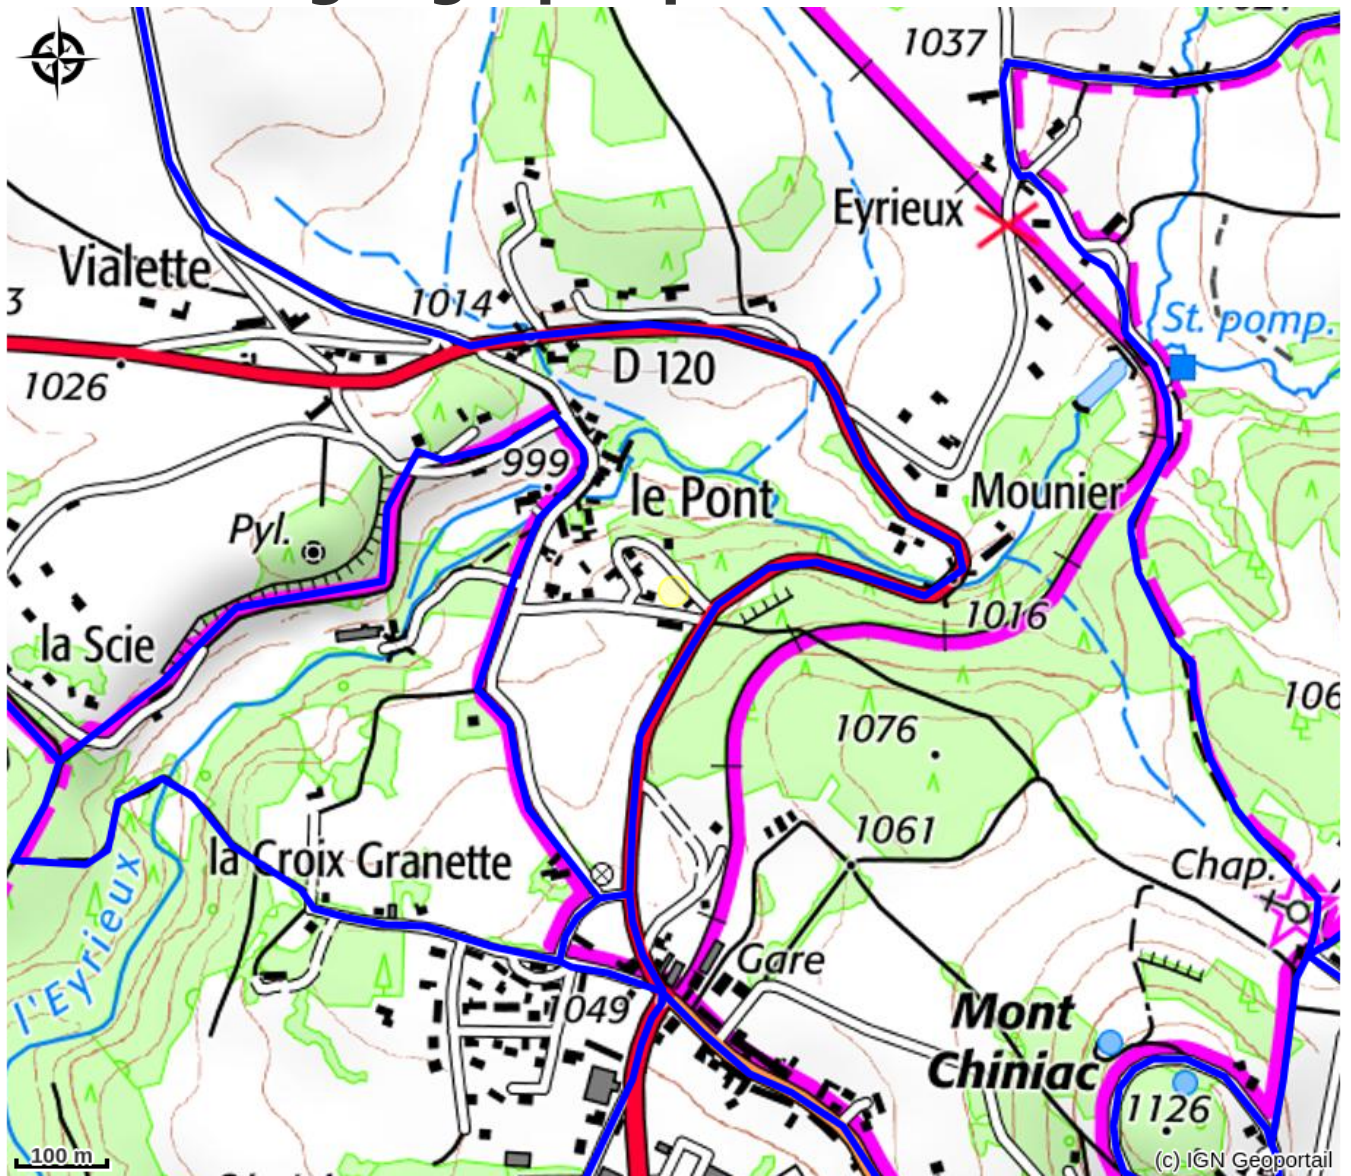 1037
Eyrieux
Vialette
1014
3
St. pomp.
D 120
1026
999
le Pont
Mounier
Pyl.
1016
la Scie
106
1076
1061
la Croix Granette
Chap.
l'Eyrieux
Gare
1049
Mont
Chiniac
1126
100 m
(c) IGN Geoportail